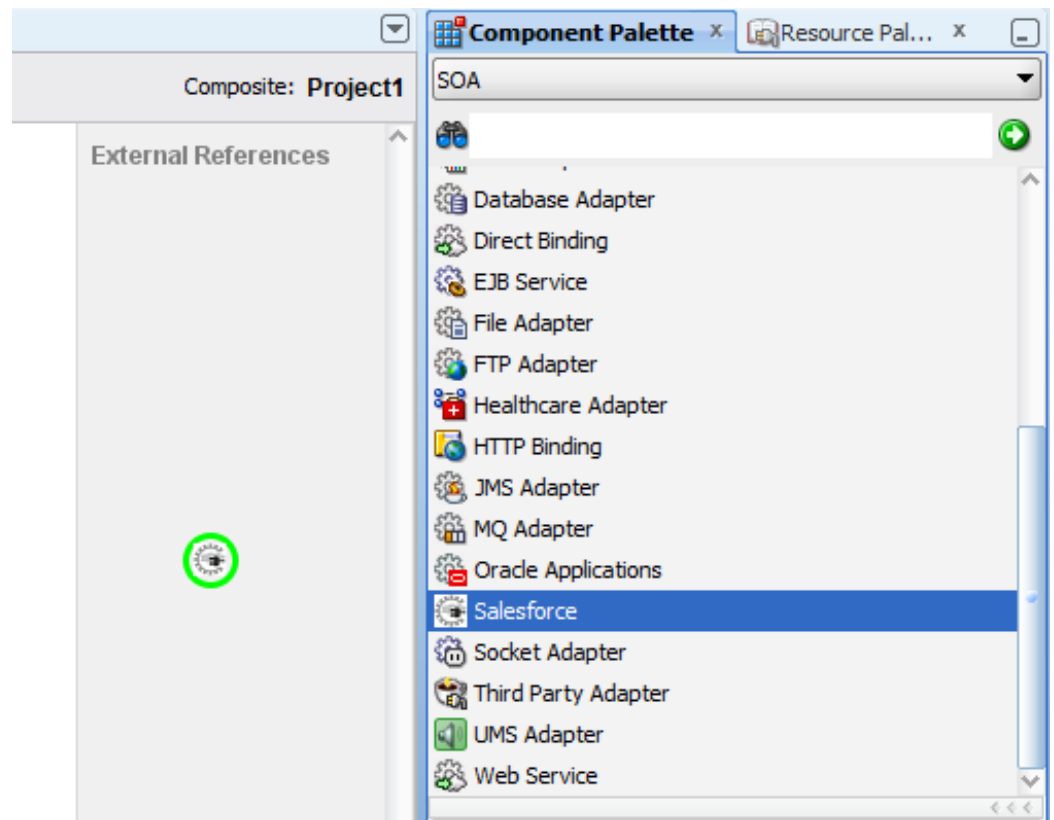 Component Palette x
Resource Pal... x
Composite: Project1
SOA
External References
Database Adapter
Direct Binding
EJB Service
File Adapter
FTP Adapter
Healthcare Adapter
HTTP Binding
JMS Adapter
MQ Adapter
Oracle Applications
Salesforce
Socket Adapter
Third Party Adapter
UMS Adapter
Web Service